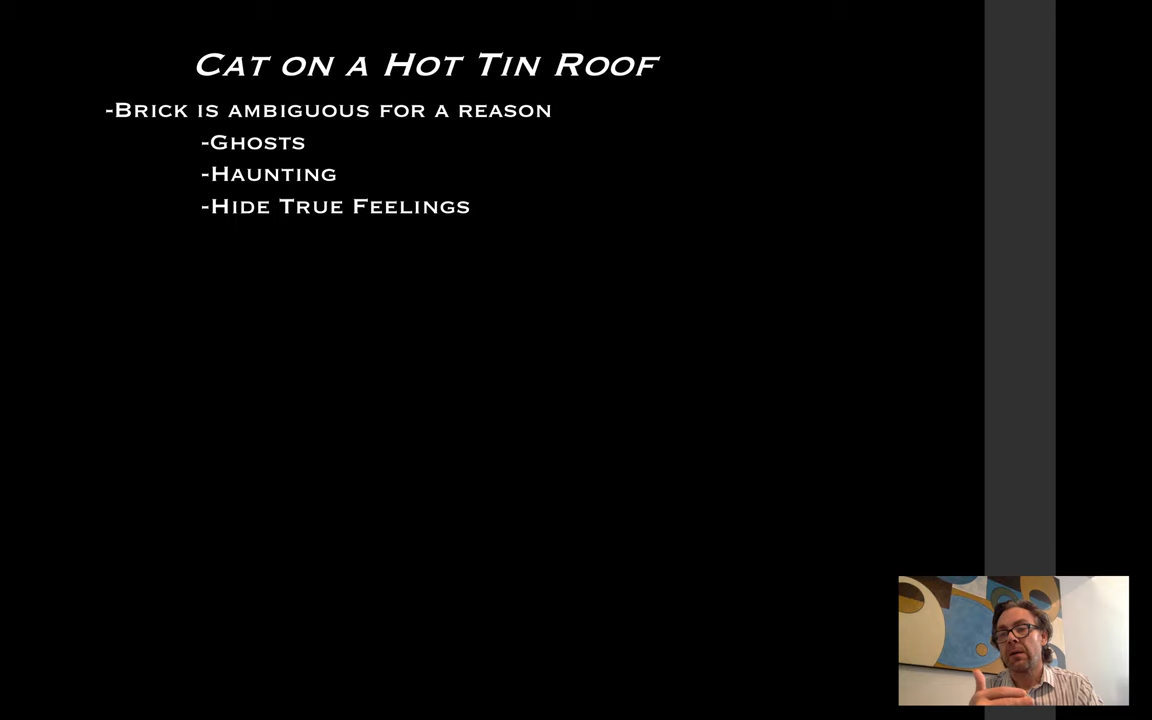 Cat on a Hot Tin Roof
-Brick is ambiguous for a reason
-Ghosts
-Haunting
-Hide True Feelings